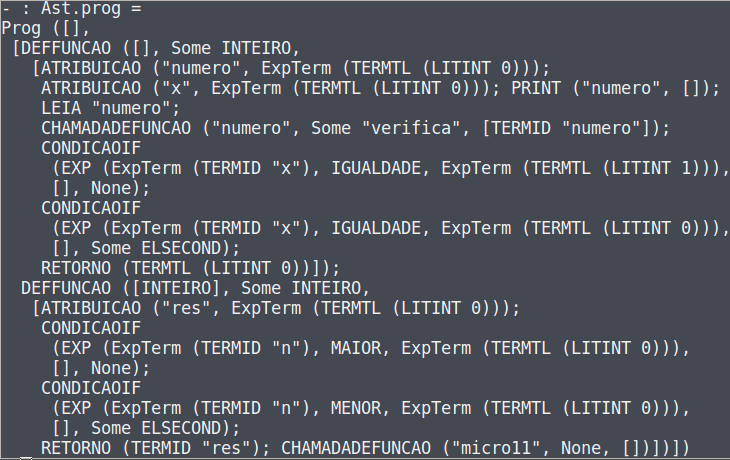 - : Ast.prog =
Prog ([],
 [DEFFUNCAO ([], Some INTEIRO,
   [ATRIBUICAO ("numero", ExpTerm (TERMTL (LITINT 0)));
    ATRIBUICAO ("x", ExpTerm (TERMTL (LITINT 0))); PRINT ("numero", []);
    LEIA "numero";
    CHAMADADEFUNCAO ("numero", Some "verifica", [TERMID "numero"]);
    CONDICAOIF
     (EXP (ExpTerm (TERMID "x"), IGUALDADE, ExpTerm (TERMTL (LITINT 1))),
     [], None);
    CONDICAOIF
     (EXP (ExpTerm (TERMID "x"), IGUALDADE, ExpTerm (TERMTL (LITINT 0))),
     [], Some ELSECOND);
    RETORNO (TERMTL (LITINT 0))]);
  DEFFUNCAO ([INTEIRO], Some INTEIRO,
   [ATRIBUICAO ("res", ExpTerm (TERMTL (LITINT 0)));
    CONDICAOIF
     (EXP (ExpTerm (TERMID "n"), MAIOR, ExpTerm (TERMTL (LITINT 0))),
     [], None);
    CONDICAOIF
     (EXP (ExpTerm (TERMID "n"), MENOR, ExpTerm (TERMTL (LITINT 0))),
     [], Some ELSECOND);
    RETORNO (TERMID "res"); CHAMADADEFUNCAO ("micro11", None, [])])])